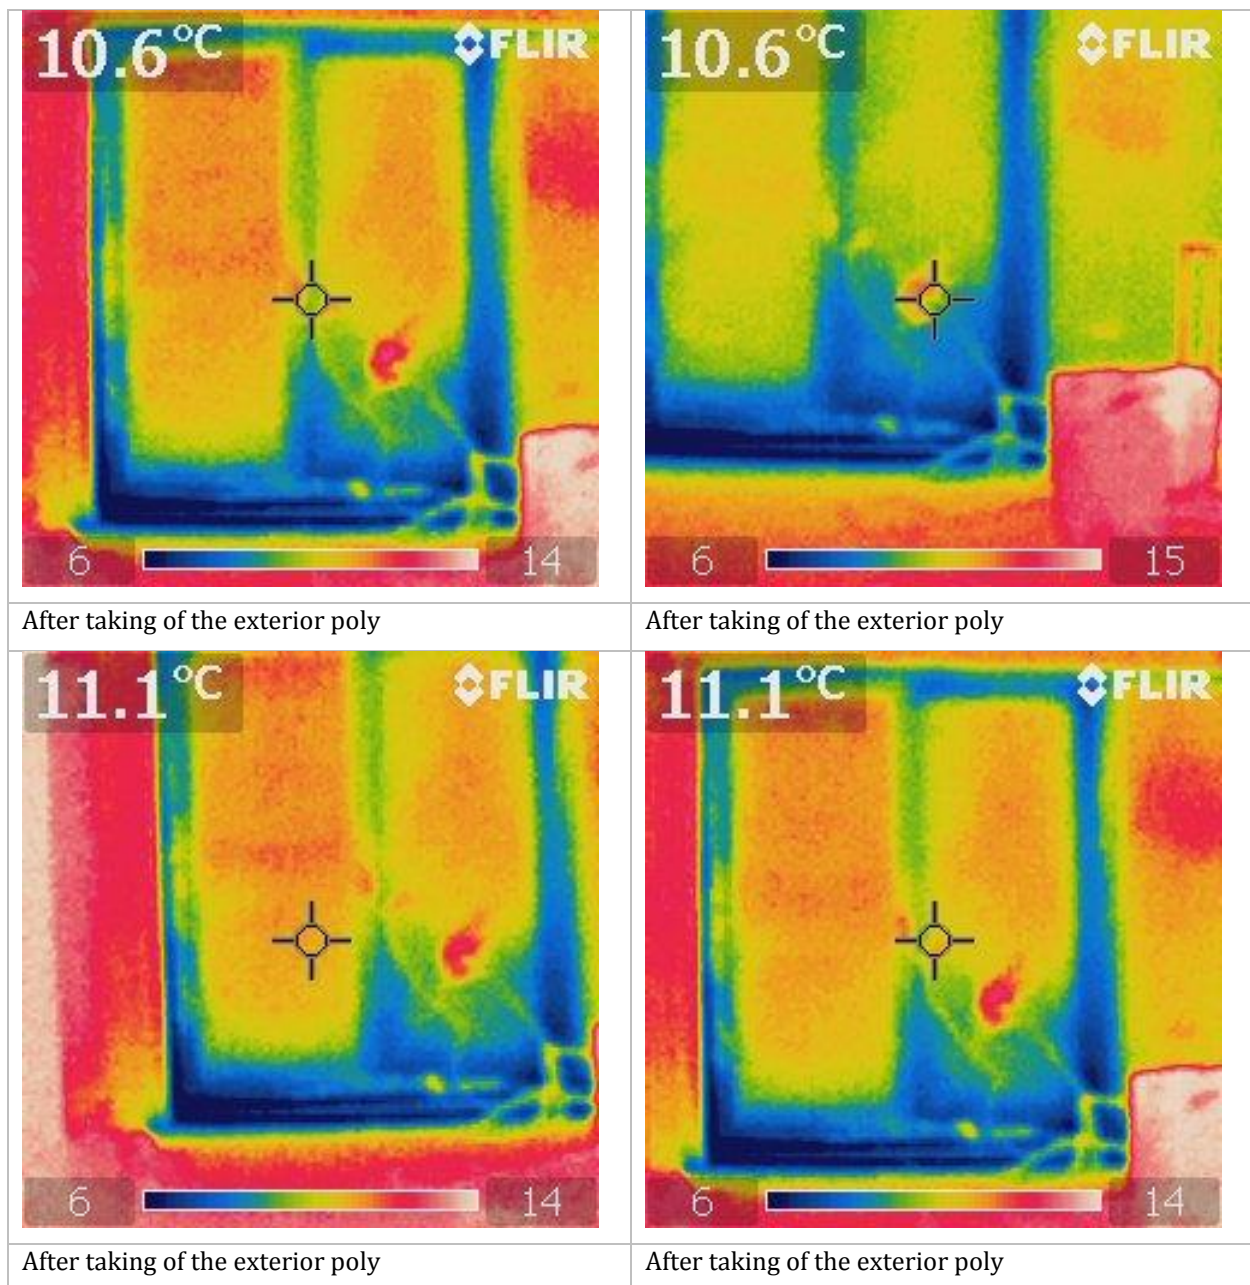 10.6°C FLIR
6 14
10.6°C FLIR
6 15
After taking of the exterior poly
After taking of the exterior poly
11.1°C FLIR
6 14
11.1°C FLIR
6 14
After taking of the exterior poly
After taking of the exterior poly